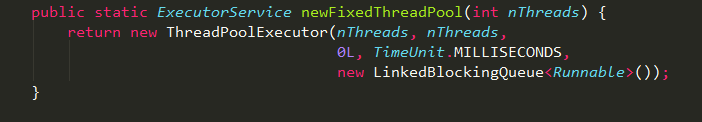 public static ExecutorService newFixedThreadPool(int nThreads) {
    return new ThreadPoolExecutor(nThreads, nThreads,
                                  0L, TimeUnit.MILLISECONDS,
                                  new LinkedBlockingQueue<Runnable>());
}